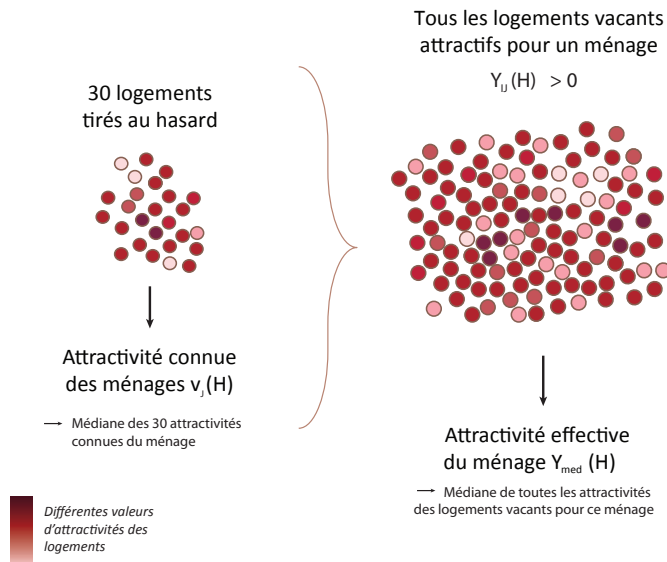 30 logements
tirés au hasard
Attractivité connue
des ménages vⱼ(H)
Médiane des 30 attractivités
connues du ménage
Tous les logements vacants
attractifs pour un ménage
Y_IJ (H) > 0
Attractivité effective
du ménage Y_med (H)
Médiane de toutes les attractivités
des logements vacants pour ce ménage
Différentes valeurs
d'attractivités des
logements